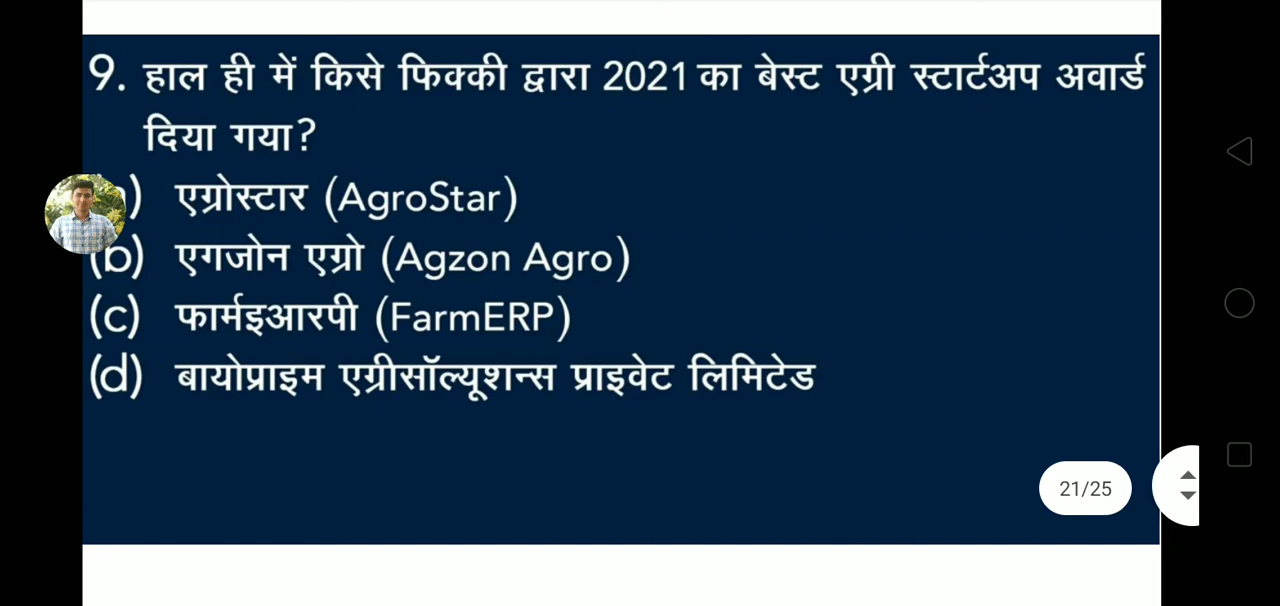 9. हाल ही में किसे फिक्की द्वारा 2021 का बेस्ट एग्री स्टार्टअप अवार्ड
दिया गया?
) एग्रोस्टार (AgroStar)
(b) एगजोन एग्रो (Agzon Agro)
(c) फार्मइआरपी (FarmERP)
(d) बायोप्राइम एग्रीसॉल्यूशन्स प्राइवेट लिमिटेड
21/25